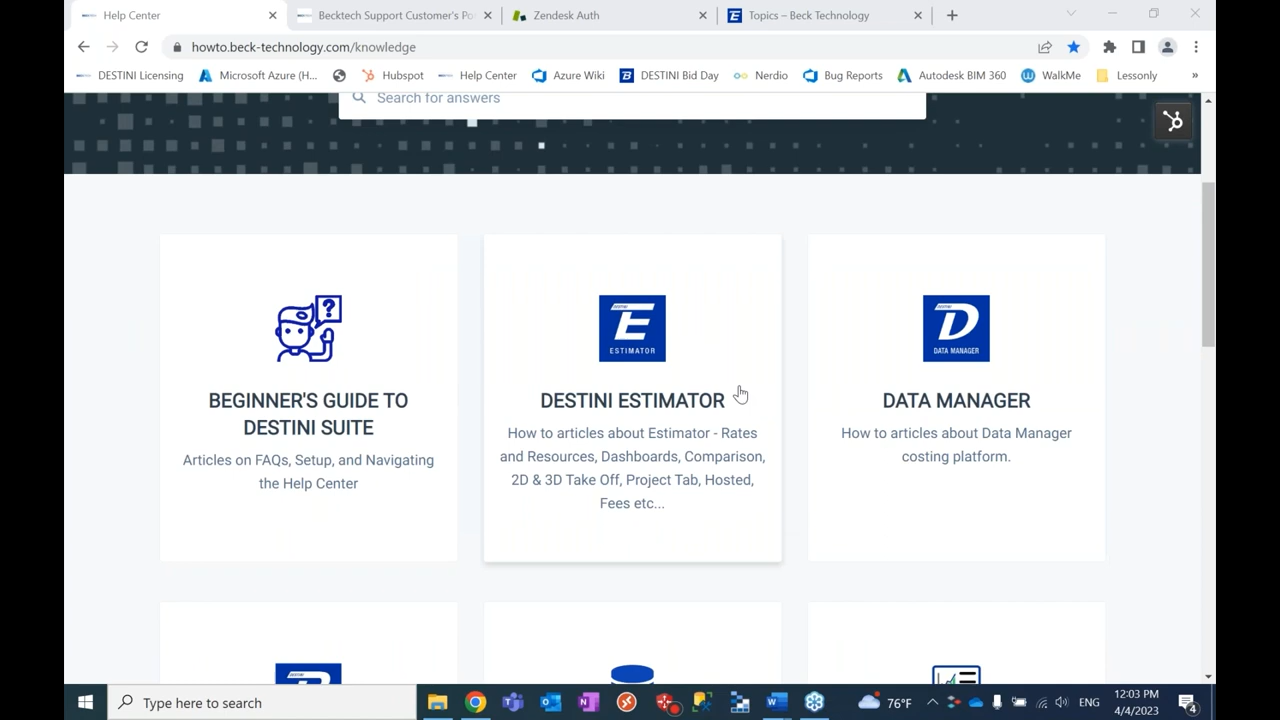 Help Center
Becktech Support Customer's Po
Zendesk Auth
Topics – Beck Technology
howto.beck-technology.com/knowledge
DESTINI Licensing
Microsoft Azure (H...
Hubspot
Help Center
Azure Wiki
DESTINI Bid Day
Nerdio
Bug Reports
Autodesk BIM 360
WalkMe
Lessonly
»
Search for answers
?
E
ESTIMATOR
D
DATA MANAGER
BEGINNER'S GUIDE TO
DESTINI SUITE
Articles on FAQs, Setup, and Navigating
the Help Center
DESTINI ESTIMATOR
How to articles about Estimator - Rates
and Resources, Dashboards, Comparison,
2D & 3D Take Off, Project Tab, Hosted,
Fees etc...
DATA MANAGER
How to articles about Data Manager
costing platform.
Type here to search
76°F
ENG
12:03 PM
4/4/2023
4